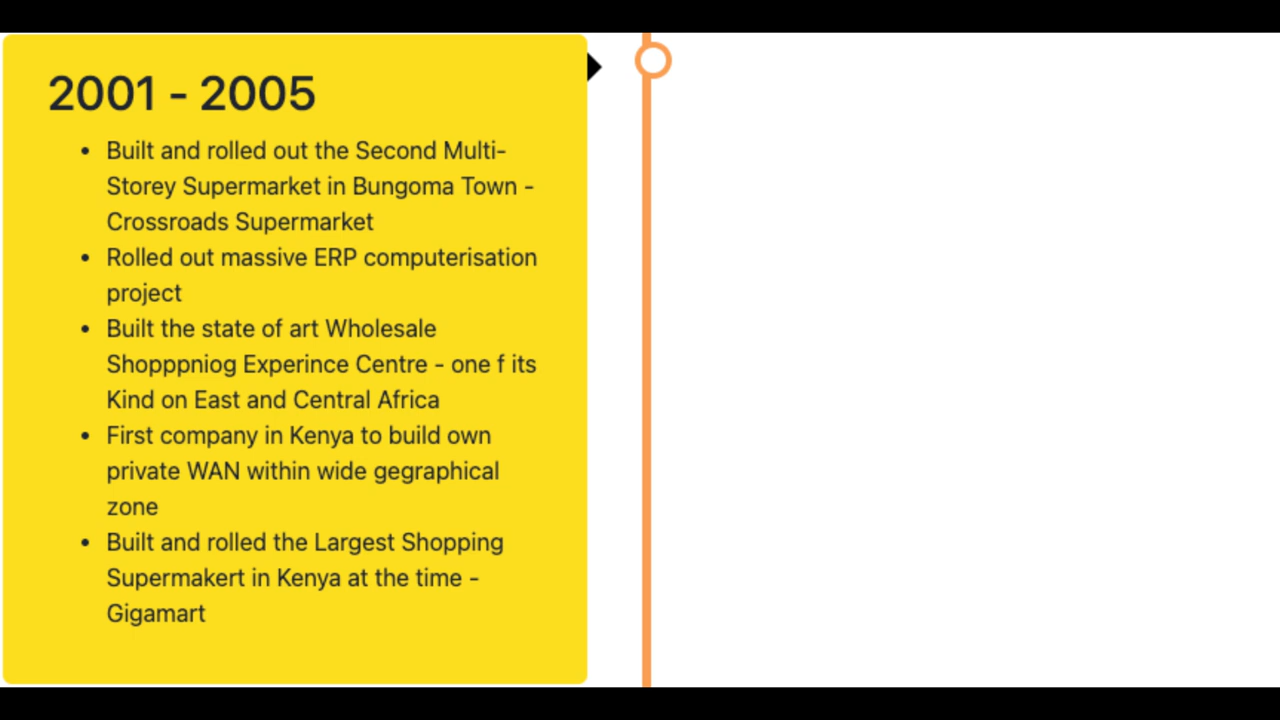 2001 - 2005
• Built and rolled out the Second Multi-
Storey Supermarket in Bungoma Town -
Crossroads Supermarket
• Rolled out massive ERP computerisation
project
• Built the state of art Wholesale
Shopppniog Experince Centre - one f its
Kind on East and Central Africa
• First company in Kenya to build own
private WAN within wide gegraphical
zone
• Built and rolled the Largest Shopping
Supermakert in Kenya at the time -
Gigamart